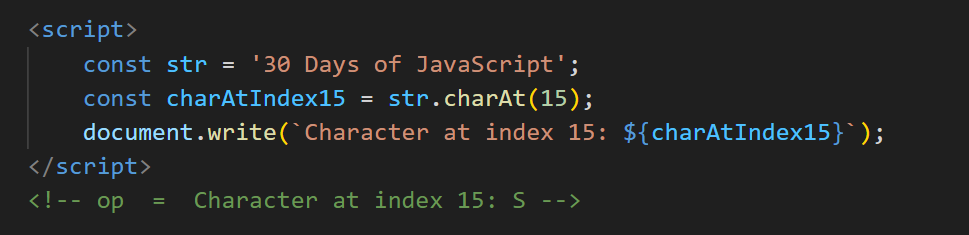 <script>
const str = '30 Days of JavaScript';
const charAtIndex15 = str.charAt(15);
document.write(`Character at index 15: ${charAtIndex15}`);
</script>
<!-- op  =  Character at index 15: S -->